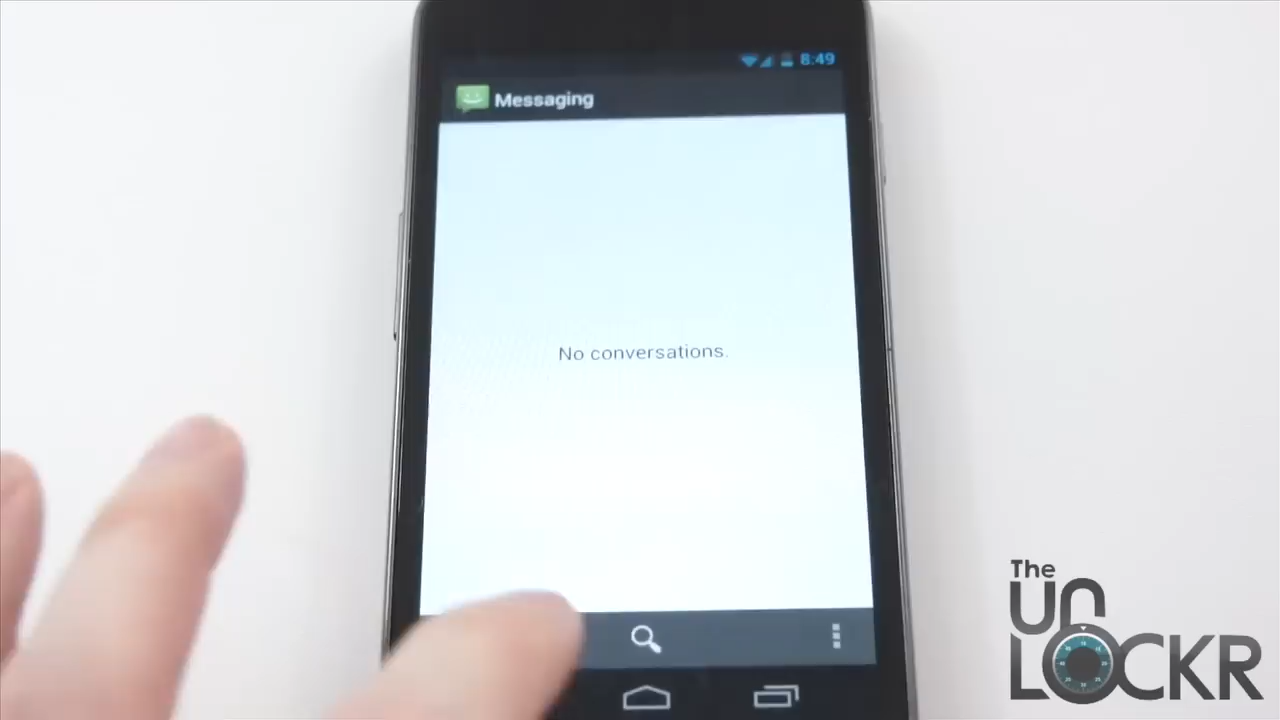 8:49
Messaging
No conversations.
The
UN
LOCKR